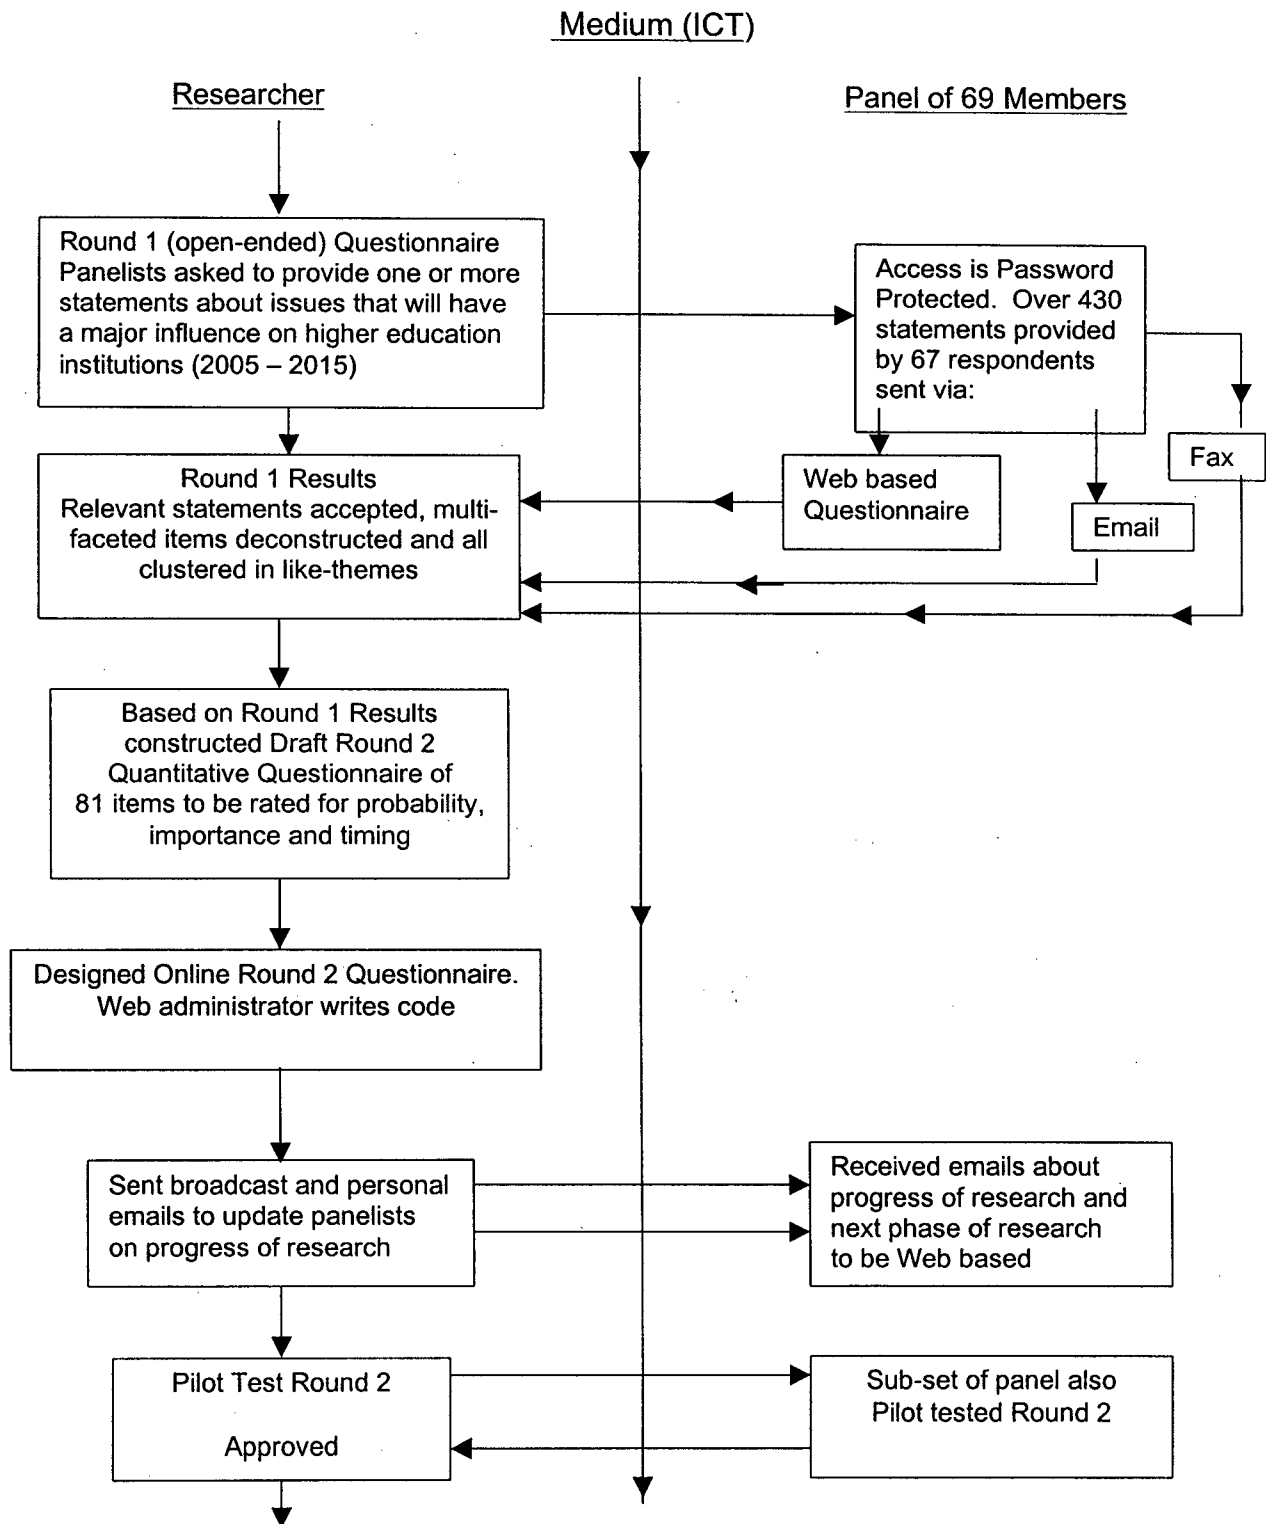 Medium (ICT)
Researcher
Panel of 69 Members
Round 1 (open-ended) Questionnaire
Panelists asked to provide one or more
statements about issues that will have
a major influence on higher education
institutions (2005 – 2015)
Access is Password
Protected. Over 430
statements provided
by 67 respondents
sent via:
Fax
Web based
Questionnaire
Email
Round 1 Results
Relevant statements accepted, multi-
faceted items deconstructed and all
clustered in like-themes
Based on Round 1 Results
constructed Draft Round 2
Quantitative Questionnaire of
81 items to be rated for probability,
importance and timing
Designed Online Round 2 Questionnaire.
Web administrator writes code
Sent broadcast and personal
emails to update panelists
on progress of research
Received emails about
progress of research and
next phase of research
to be Web based
Pilot Test Round 2
Approved
Sub-set of panel also
Pilot tested Round 2